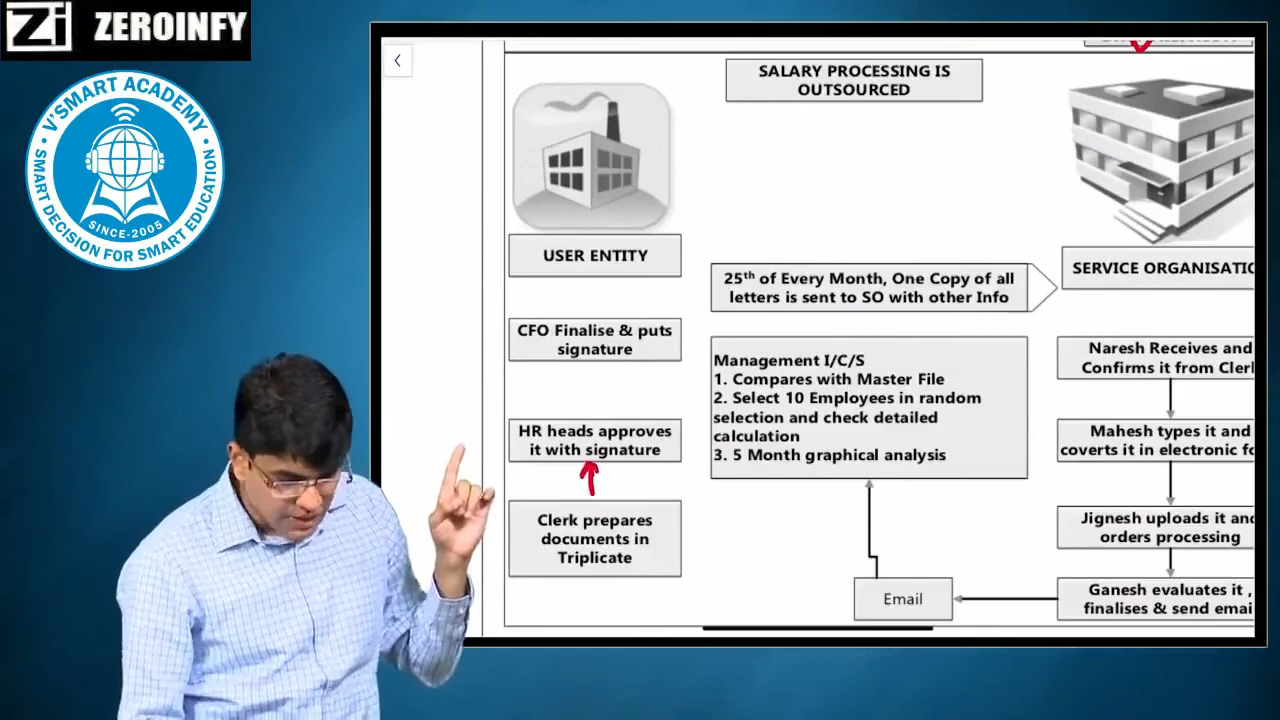 Zi ZEROINFY
V'SMART ACADEMY
SMART DECISION FOR SMART EDUCATION
SINCE-2005
SALARY PROCESSING IS
OUTSOURCED
USER ENTITY
SERVICE ORGANISATIO
25th of Every Month, One Copy of all
letters is sent to SO with other Info
CFO Finalise & puts
signature
Management I/C/S
1. Compares with Master File
2. Select 10 Employees in random
selection and check detailed
calculation
3. 5 Month graphical analysis
Naresh Receives and
Confirms it from Cler
HR heads approves
it with signature
Mahesh types it and
coverts it in electronic fo
Clerk prepares
documents in
Triplicate
Jignesh uploads it and
orders processing
Email
Ganesh evaluates it ,
finalises & send emai